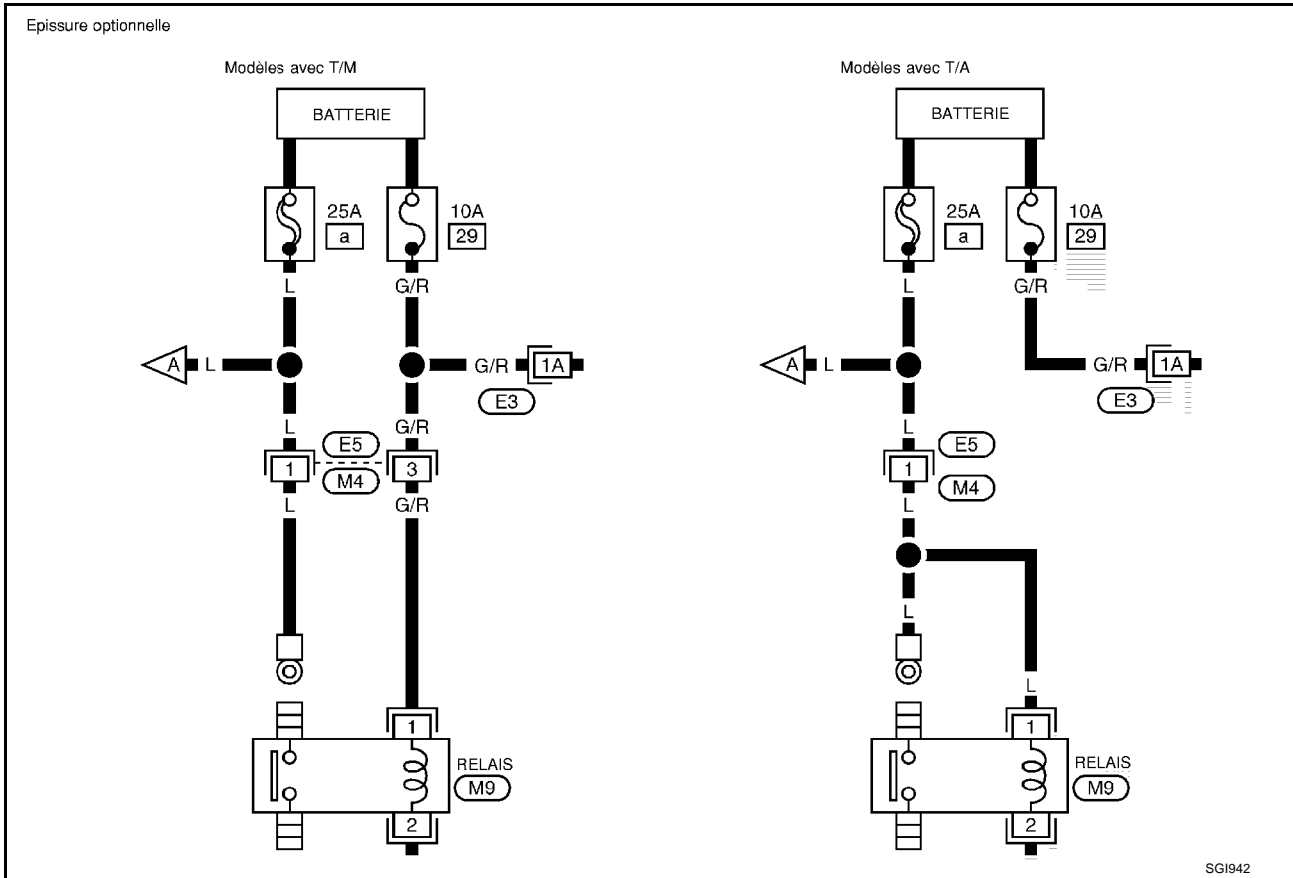 Epissure optionnelle
Modèles avec T/M
BATTERIE
25A
a
10A
29
L
G/R
A
L
G/R
1A
E3
L
G/R
E5
1
3
M4
L
G/R
1
RELAIS
M9
2
Modèles avec T/A
BATTERIE
25A
a
10A
29
L
G/R
A
L
G/R
1A
E3
L
E5
1
M4
L
L
L
1
RELAIS
M9
2
SGI942